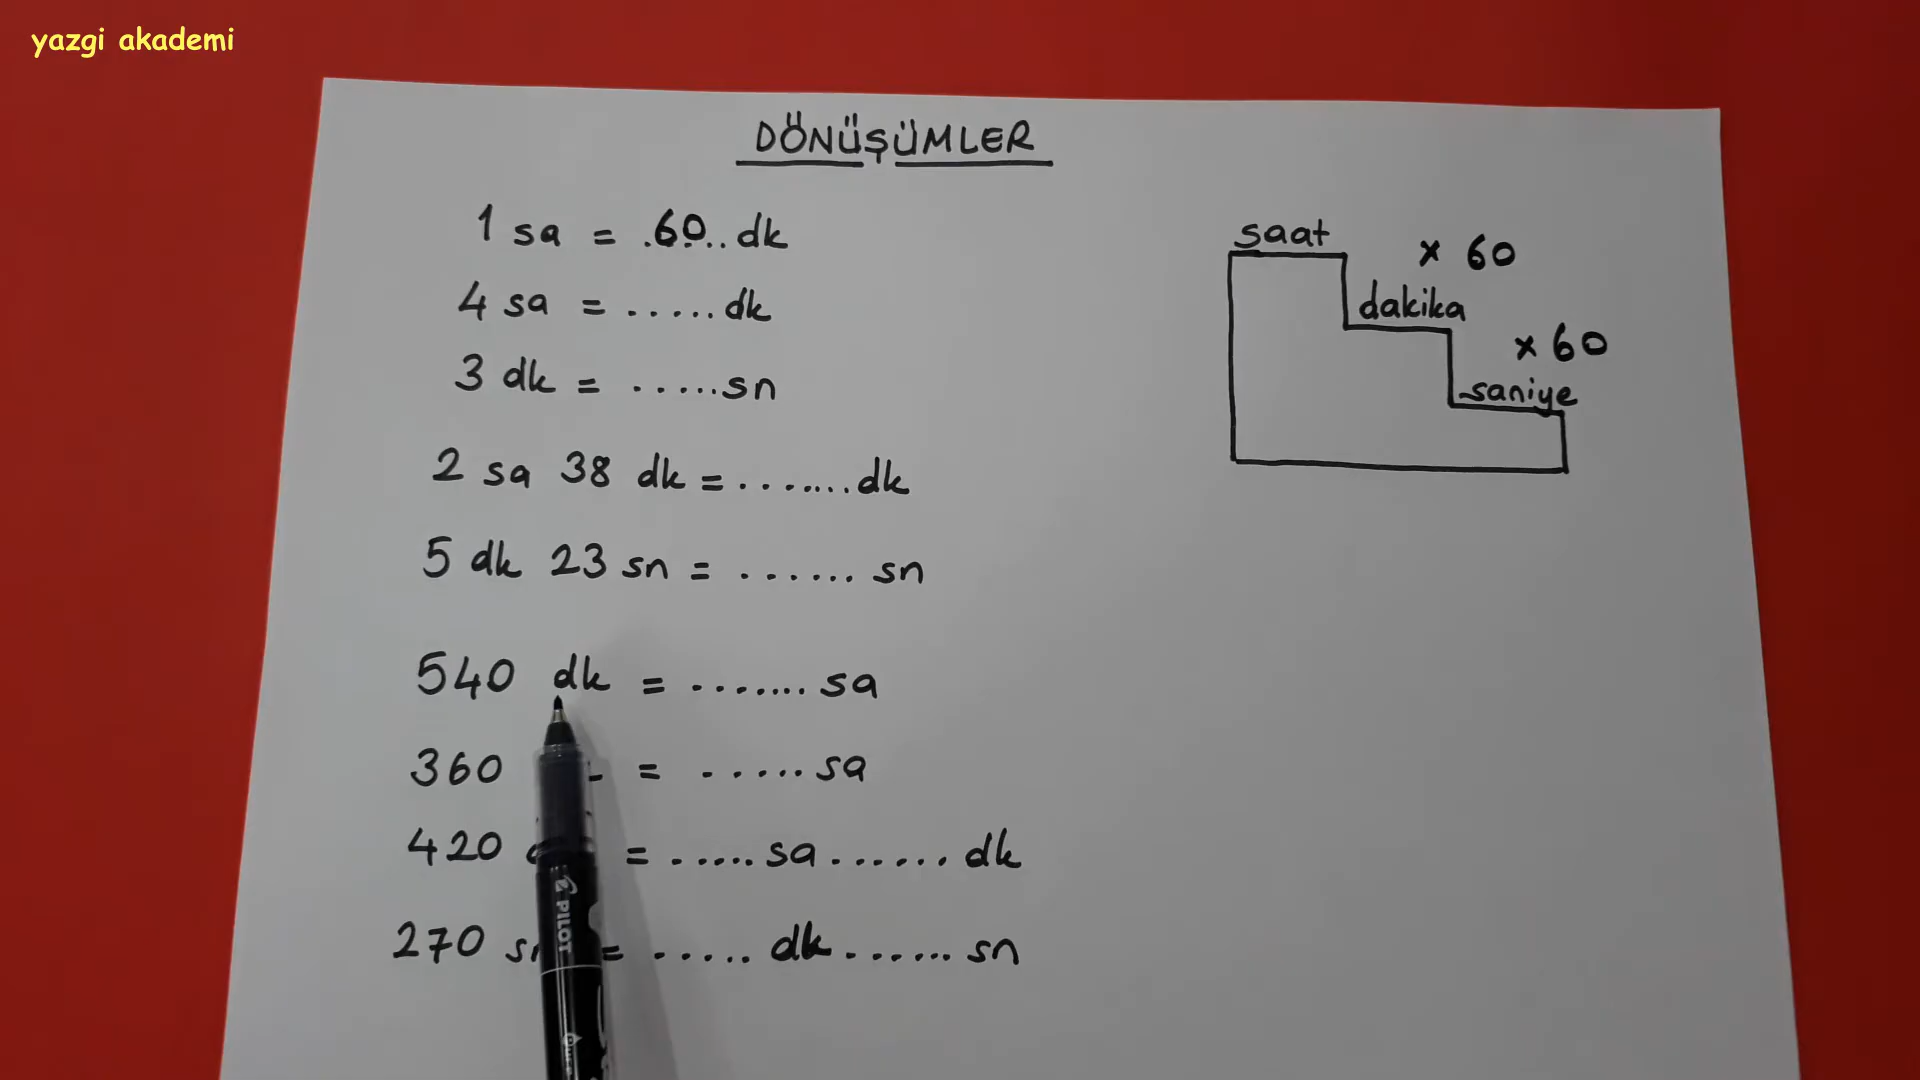 yazgi akademi
DÖNÜŞÜMLER
1 sa = .60... dk
4 sa = ..... dk
3 dk = ..... sn
2 sa 38 dk = ....... dk
5 dk 23 sn = ...... sn
540 dk = ....... sa
360 = ..... sa
420 = ..... sa ...... dk
270 = ..... dk ...... sn
saat
x 60
dakika
x 60
saniye
PILOT